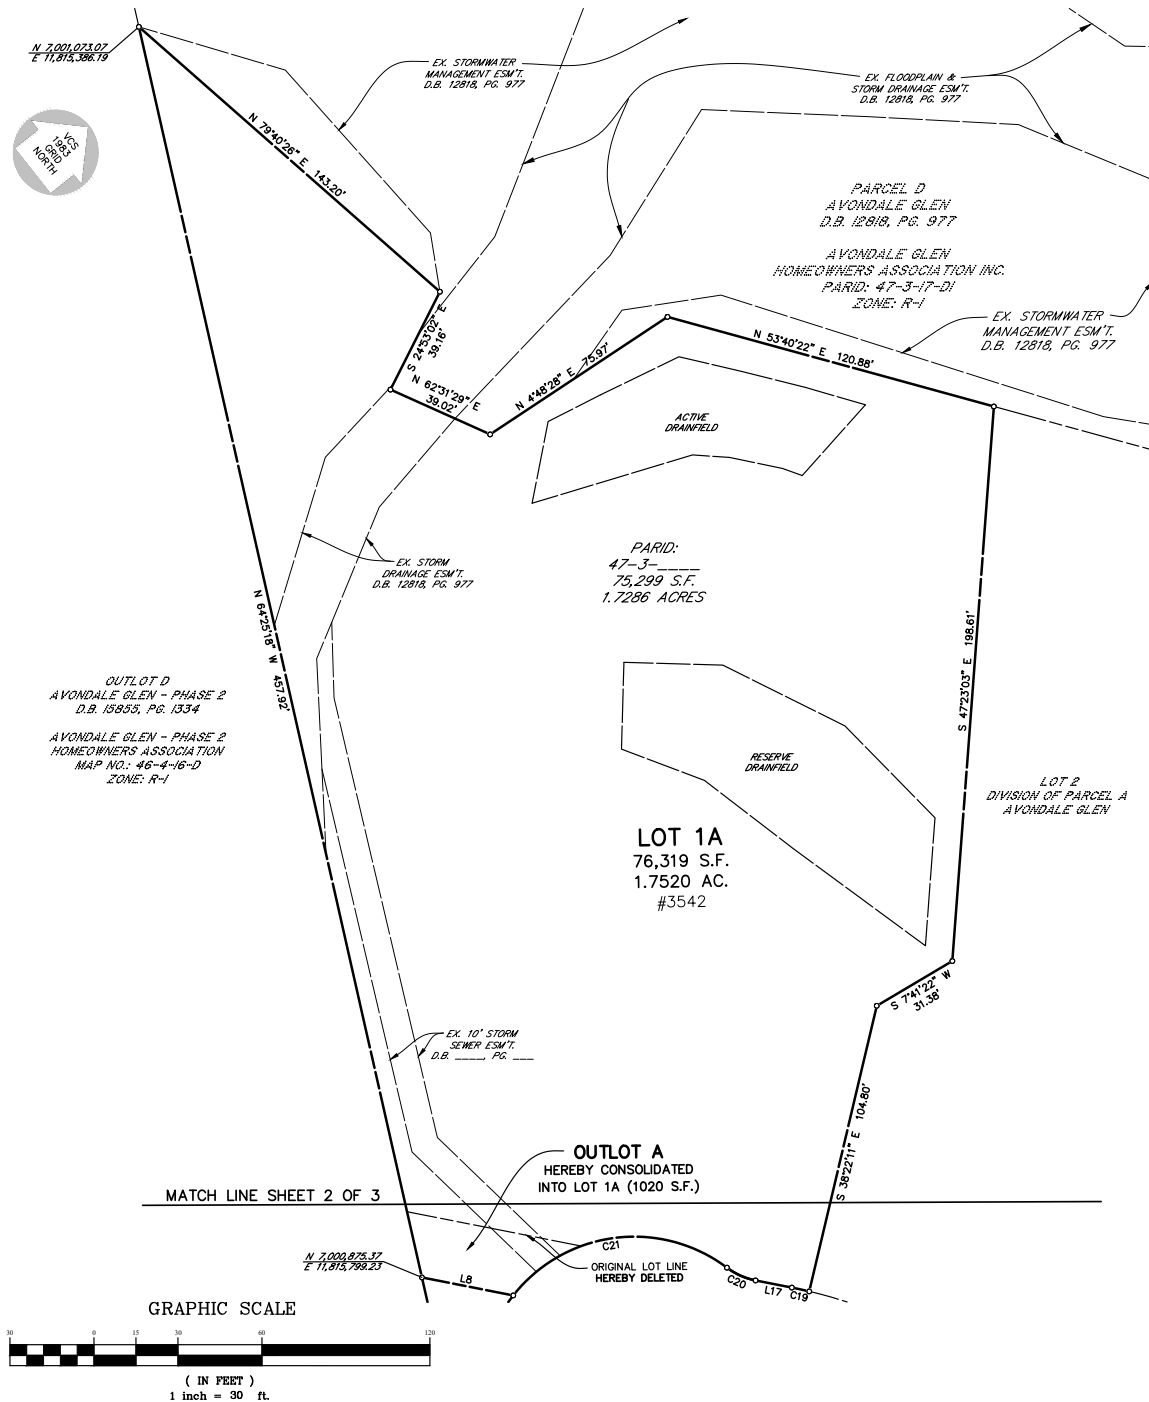 N 7,001,073.07
E 11,815,386.19
EX. STORMWATER
MANAGEMENT ESM'T.
D.B. 12818, PG. 977
EX. FLOODPLAIN &
STORM DRAINAGE ESM'T.
D.B. 12818, PG. 977
VCS
1983
GRID
NORTH
N 79°40'26" E 143.20'
PARCEL D
AVONDALE GLEN
D.B. 12818, PG. 977
AVONDALE GLEN
HOMEOWNERS ASSOCIATION INC.
PARID: 47-3-17-D1
ZONE: R-1
EX. STORMWATER
MANAGEMENT ESM'T.
D.B. 12818, PG. 977
S 24°53'02" E
39.16'
N 62°31'29" E
39.02'
N 4°48'28" E 75.97'
N 53°40'22" E 120.88'
ACTIVE
DRAINFIELD
EX. STORM
DRAINAGE ESM'T.
D.B. 12818, PG. 977
PARID:
47-3-____
75,299 S.F.
1.7286 ACRES
N 64°25'18" W 457.92'
S 47°23'03" E 198.61'
OUTLOT D
AVONDALE GLEN - PHASE 2
D.B. 15855, PG. 1334
AVONDALE GLEN - PHASE 2
HOMEOWNERS ASSOCIATION
MAP NO.: 46-4-16-D
ZONE: R-1
RESERVE
DRAINFIELD
LOT 2
DIVISION OF PARCEL A
AVONDALE GLEN
LOT 1A
76,319 S.F.
1.7520 AC.
#3542
S 7°41'22" W
31.38'
EX. 10' STORM
SEWER ESM'T.
D.B. ____, PG. ___
S 38°22'11" E 104.80'
OUTLOT A
HEREBY CONSOLIDATED
INTO LOT 1A (1020 S.F.)
MATCH LINE SHEET 2 OF 3
N 7,000,875.37
E 11,815,799.23
L8
C21
ORIGINAL LOT LINE
HEREBY DELETED
C20
L17
C19
GRAPHIC SCALE
30 0 15 30 60 120
( IN FEET )
1 inch = 30 ft.